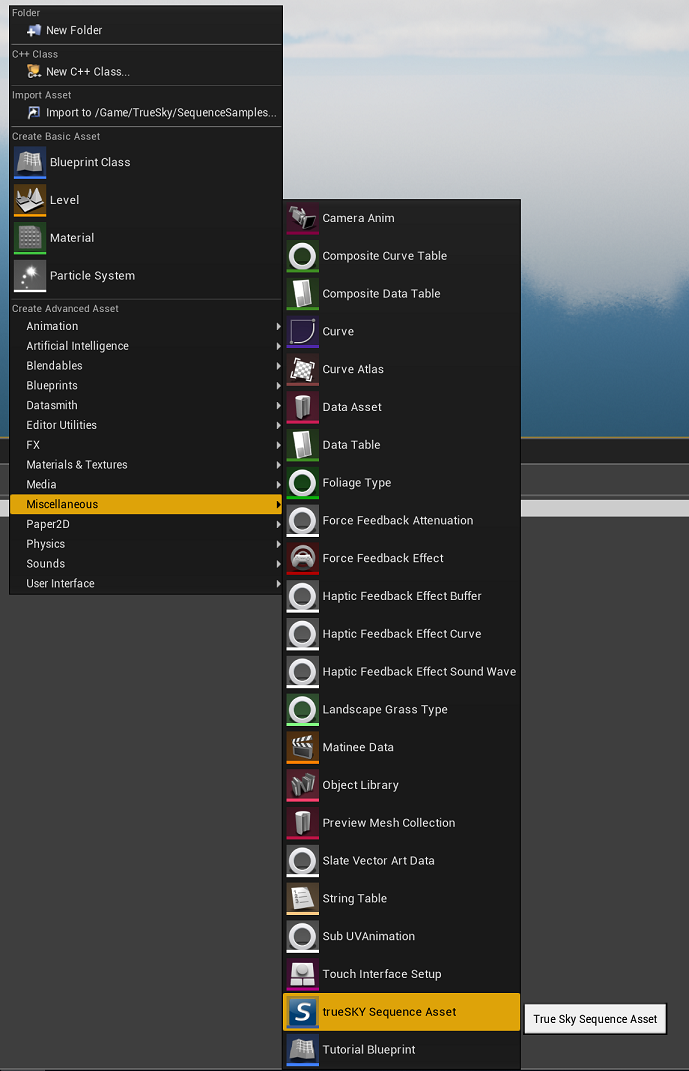 Folder
New Folder
C++ Class
New C++ Class...
Import Asset
Import to /Game/TrueSky/SequenceSamples...
Create Basic Asset
Blueprint Class
Level
Material
Particle System
Create Advanced Asset
Animation
Artificial Intelligence
Blendables
Blueprints
Datasmith
Editor Utilities
FX
Materials & Textures
Media
Miscellaneous
Paper2D
Physics
Sounds
User Interface
Camera Anim
Composite Curve Table
Composite Data Table
Curve
Curve Atlas
Data Asset
Data Table
Foliage Type
Force Feedback Attenuation
Force Feedback Effect
Haptic Feedback Effect Buffer
Haptic Feedback Effect Curve
Haptic Feedback Effect Sound Wave
Landscape Grass Type
Matinee Data
Object Library
Preview Mesh Collection
Slate Vector Art Data
String Table
Sub UVAnimation
Touch Interface Setup
trueSKY Sequence Asset
True Sky Sequence Asset
Tutorial Blueprint